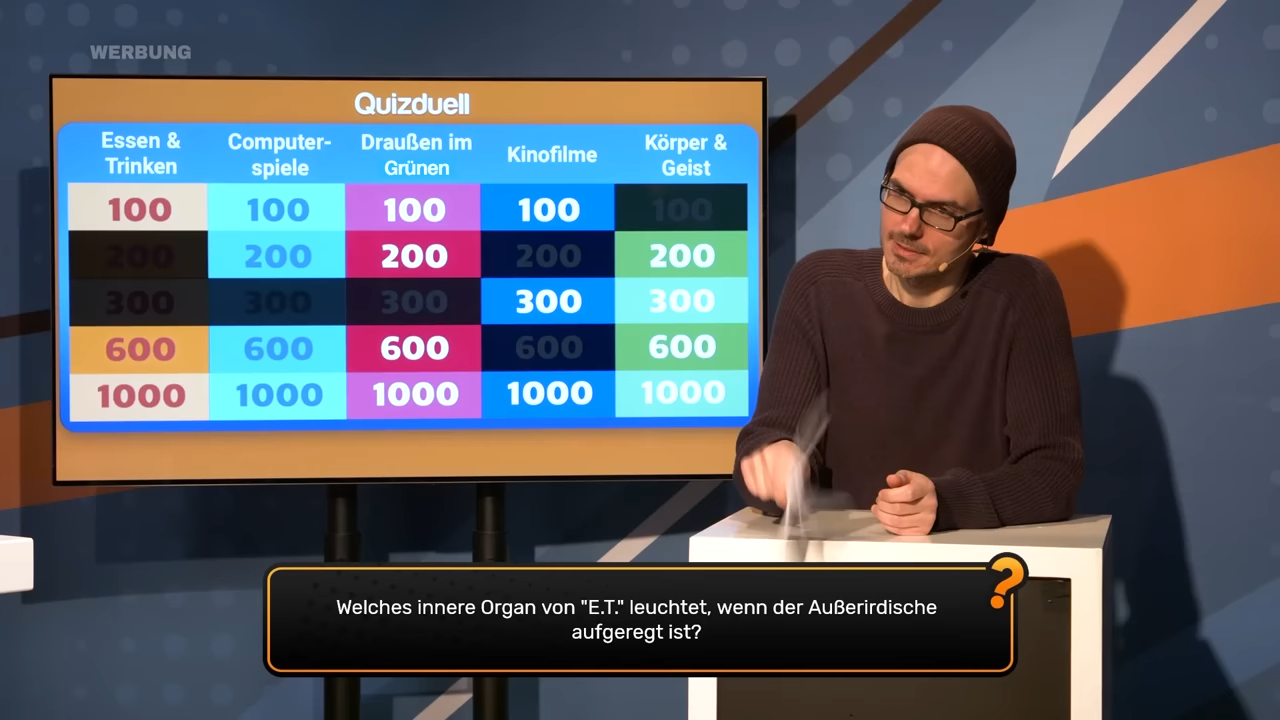 WERBUNG
Quizduell
Essen & Trinken
Computer-spiele
Draußen im Grünen
Kinofilme
Körper & Geist
100 100 100 100 100
200 200 200 200 200
300 300 300 300 300
600 600 600 600 600
1000 1000 1000 1000 1000
?
Welches innere Organ von "E.T." leuchtet, wenn der Außerirdische
aufgeregt ist?